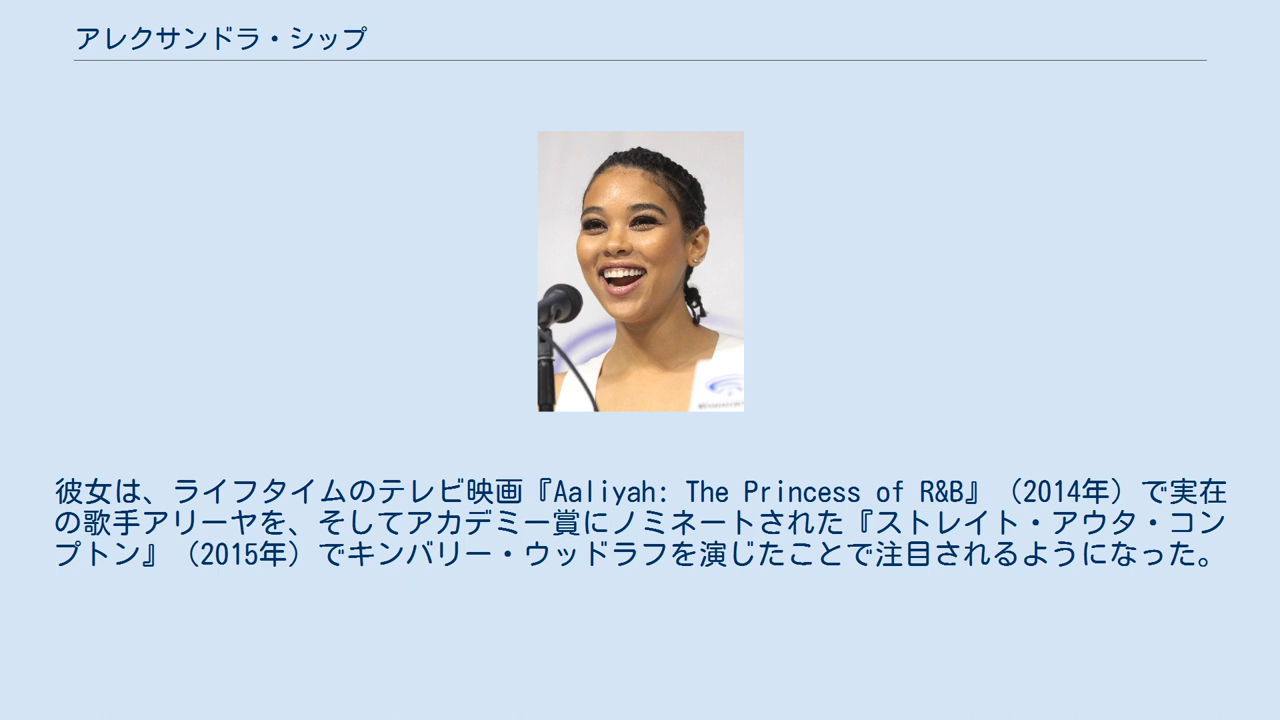 アレクサンドラ・シップ
彼女は、ライフタイムのテレビ映画『Aaliyah: The Princess of R&B』（2014年）で実在
の歌手アリーヤを、そしてアカデミー賞にノミネートされた『ストレイト・アウタ・コン
プトン』（2015年）でキンバリー・ウッドラフを演じたことで注目されるようになった。